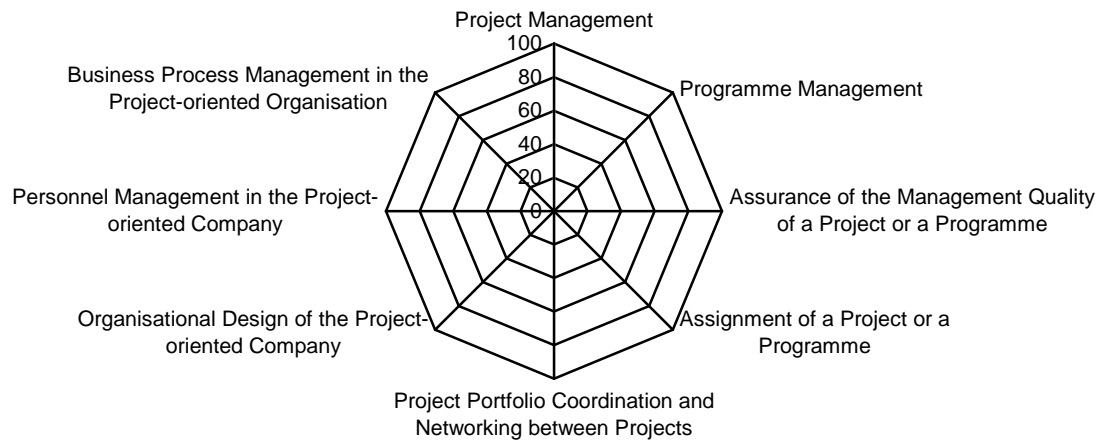 Project Management
100
80
60
40
20
0
Programme Management
Assurance of the Management Quality
of a Project or a Programme
Assignment of a Project or a
Programme
Project Portfolio Coordination and
Networking between Projects
Organisational Design of the Project-
oriented Company
Personnel Management in the Project-
oriented Company
Business Process Management in the
Project-oriented Organisation